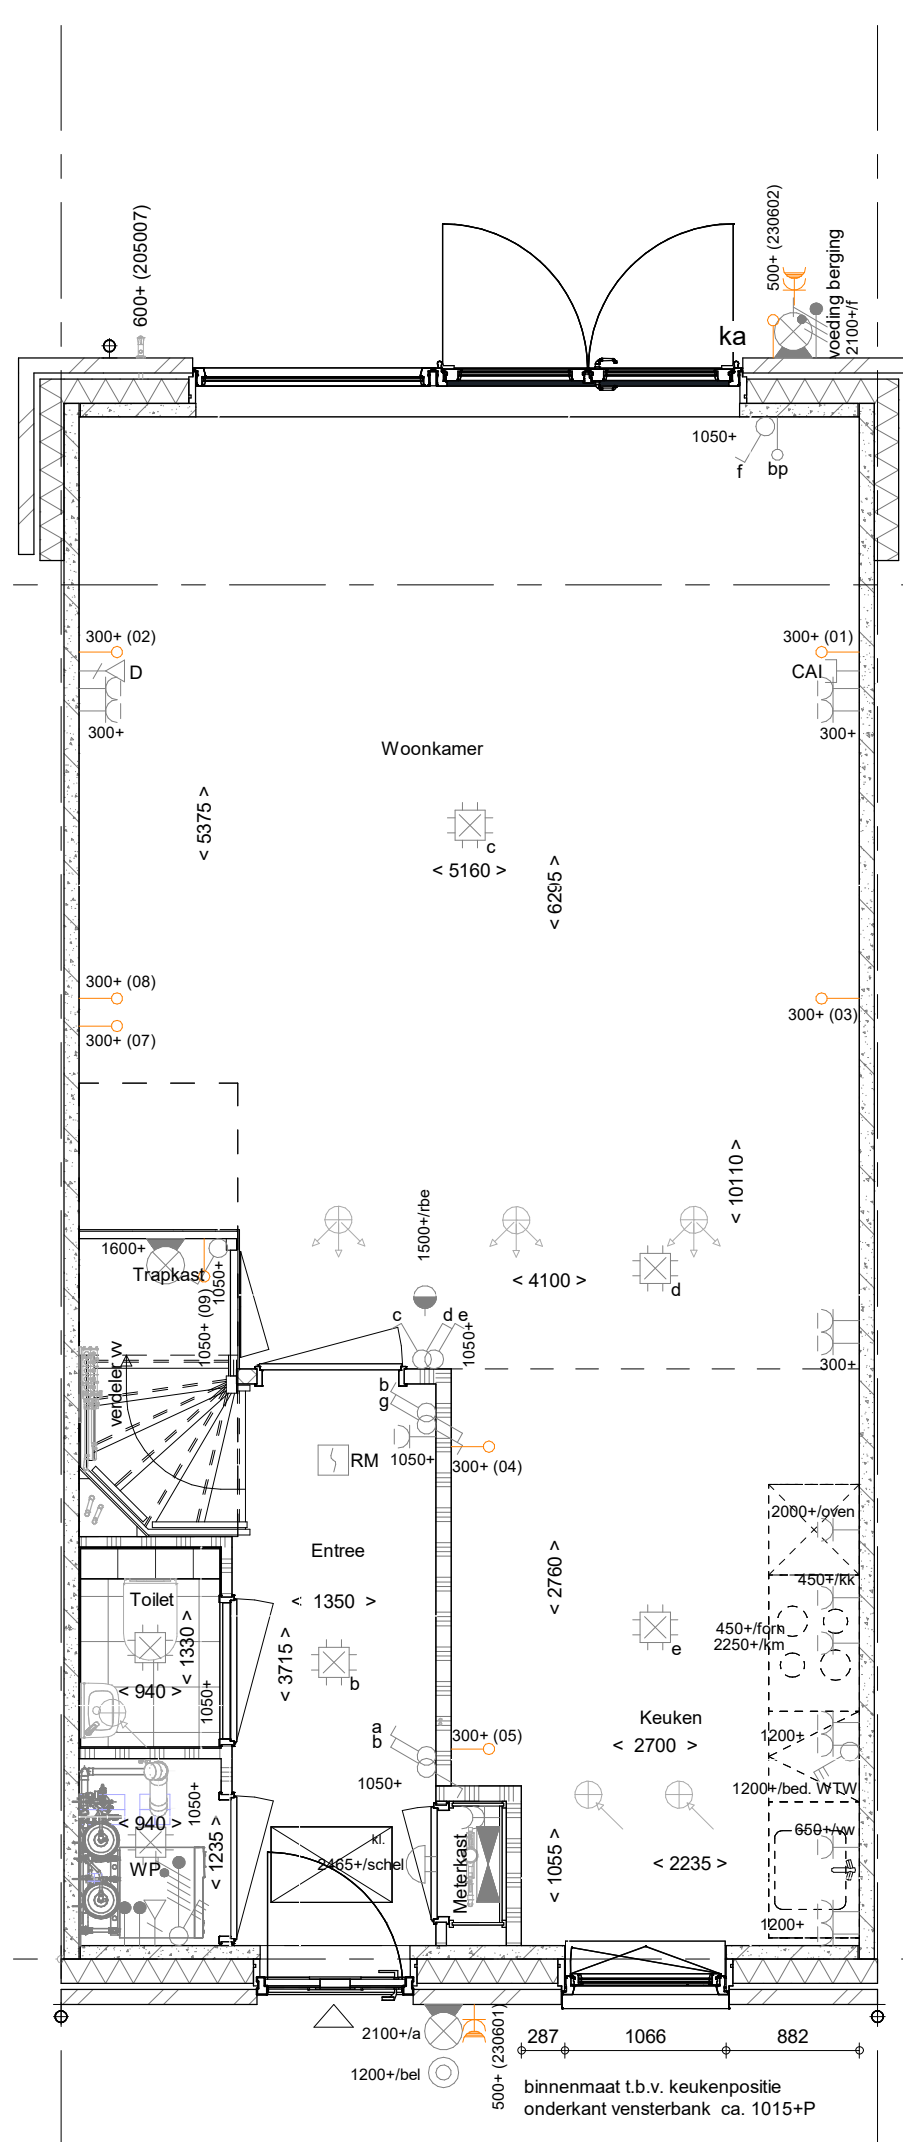 600+ (205007)
500+ (230602)
voeding berging
2100+/f
ka
1050+
f
bp
300+ (02)
D
300+
300+ (01)
CAI
300+
Woonkamer
< 5375 >
c
< 5160 >
< 6295 >
300+ (08)
300+ (07)
300+ (03)
< 10110 >
1500+/rbe
1600+
Trapkast
1050+
1050+ (09)
< 4100 >
d
c
d e
1050+
300+
verdeler vv
b
g
1050+
RM
300+ (04)
2000+/oven
Entree
< 1350 >
< 2760 >
450+/kk
Toilet
450+/forn
2250+/km
< 1330 >
< 3715 >
b
e
< 940 >
1050+
Keuken
< 2700 >
a
b
300+ (05)
1200+
1050+
1200+/bed. WTW
1050+
< 940 >
< 1235 >
WP
kl.
2465+/schel
Meterkast
< 1055 >
< 2235 >
650+/vw
1200+
2100+/a
1200+/bel
500+ (230601)
287
1066
882
binnenmaat t.b.v. keukenpositie
onderkant vensterbank ca. 1015+P